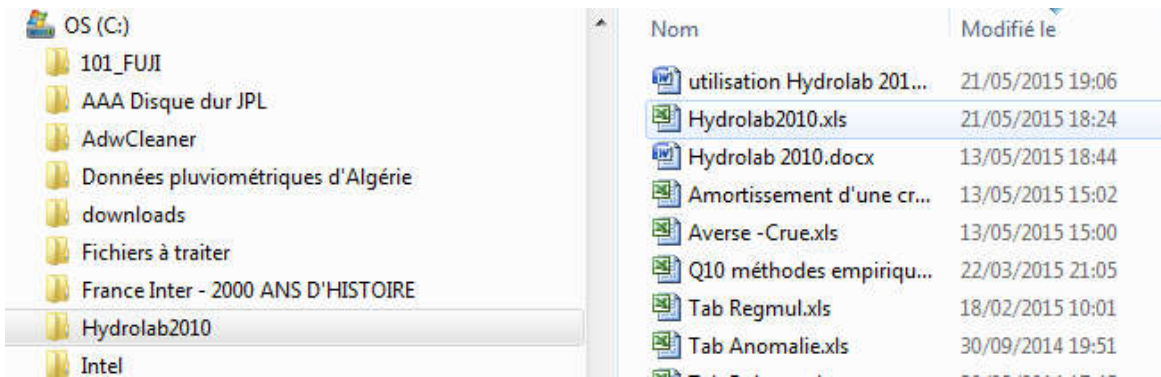 OS (C:)
101_FUJI
AAA Disque dur JPL
AdwCleaner
Données pluviométriques d'Algérie
downloads
Fichiers à traiter
France Inter - 2000 ANS D'HISTOIRE
Hydrolab2010
Intel
Nom Modifié le
utilisation Hydrolab 201... 21/05/2015 19:06
Hydrolab2010.xls 21/05/2015 18:24
Hydrolab 2010.docx 13/05/2015 18:44
Amortissement d'une cr... 13/05/2015 15:02
Averse -Crue.xls 13/05/2015 15:00
Q10 méthodes empiriqu... 22/03/2015 21:05
Tab Regmul.xls 18/02/2015 10:01
Tab Anomalie.xls 30/09/2014 19:51